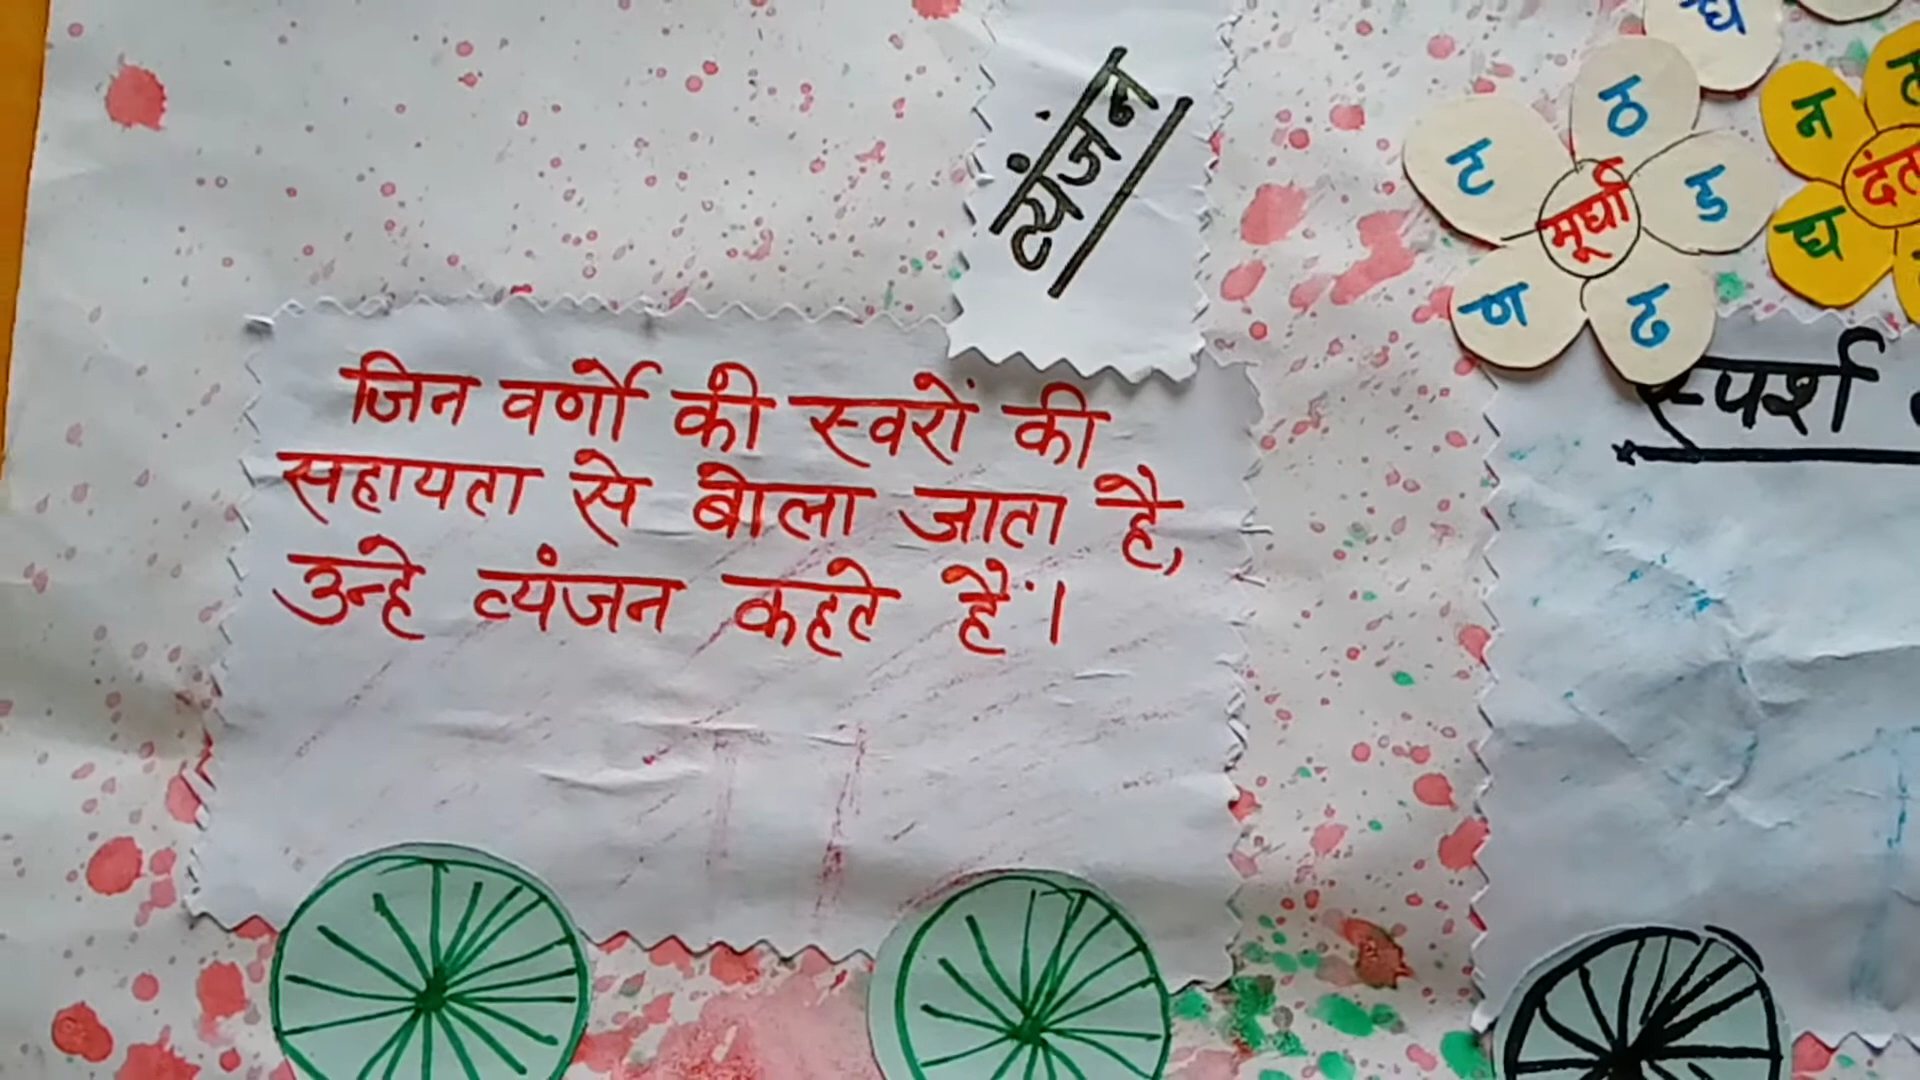 व्यंजन
जिन वर्णो की स्वरों की
सहायता से बोला जाता है,
उन्हे व्यंजन कहते हैं।
मूर्धा
ट
ठ
ड
ढ
ण
न
ध
स्पर्श